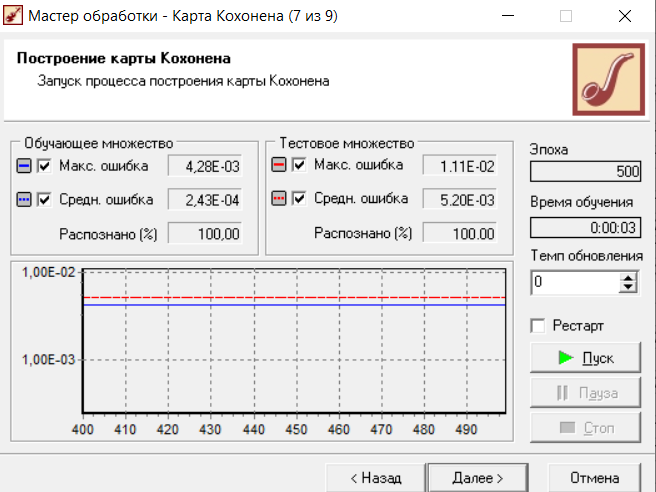 Мастер обработки - Карта Кохонена (7 из 9)
Построение карты Кохонена
Запуск процесса построения карты Кохонена
Обучающее множество
Макс. ошибка 4,28E-03
Средн. ошибка 2,43E-04
Распознано (%) 100,00
Тестовое множество
Макс. ошибка 1.11E-02
Средн. ошибка 5.20E-03
Распознано (%) 100.00
Эпоха
500
Время обучения
0:00:03
Темп обновления
0
Рестарт
Пуск
Пауза
Стоп
1,00E-02
1,00E-03
400 410 420 430 440 450 460 470 480 490
< Назад Далее > Отмена